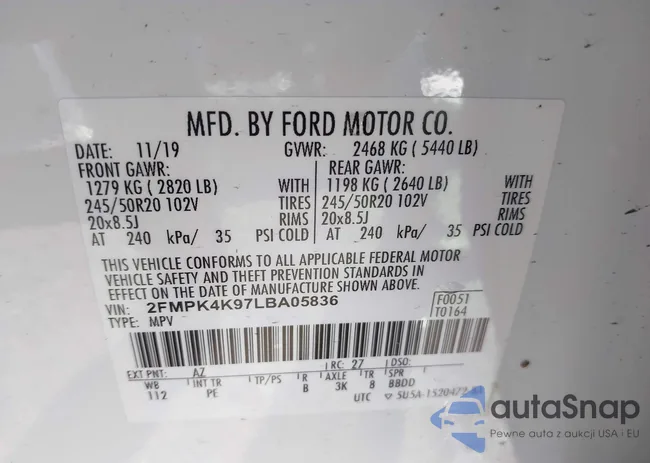 MFD. BY FORD MOTOR CO.
DATE: 11/19 GVWR: 2468 KG ( 5440 LB)
FRONT GAWR: REAR GAWR:
1279 KG ( 2820 LB) WITH 1198 KG ( 2640 LB) WITH
245/50R20 102V TIRES 245/50R20 102V TIRES
20x8.5J RIMS 20x8.5J RIMS
AT 240 kPa/ 35 PSI COLD AT 240 kPa/ 35 PSI COLD
THIS VEHICLE CONFORMS TO ALL APPLICABLE FEDERAL MOTOR
VEHICLE SAFETY AND THEFT PREVENTION STANDARDS IN
EFFECT ON THE DATE OF MANUFACTURE SHOWN ABOVE.
VIN: 2FMPK4K97LBA05836 F0051
TYPE: MPV T0164
EXT PNT: AZ RC: 27 DSO:
WB INT TR TP/PS R AXLE TR SPR
112 PE B 3K 8 BBDD
UTC
autaSnap
Pewne auta z aukcji USA i EU